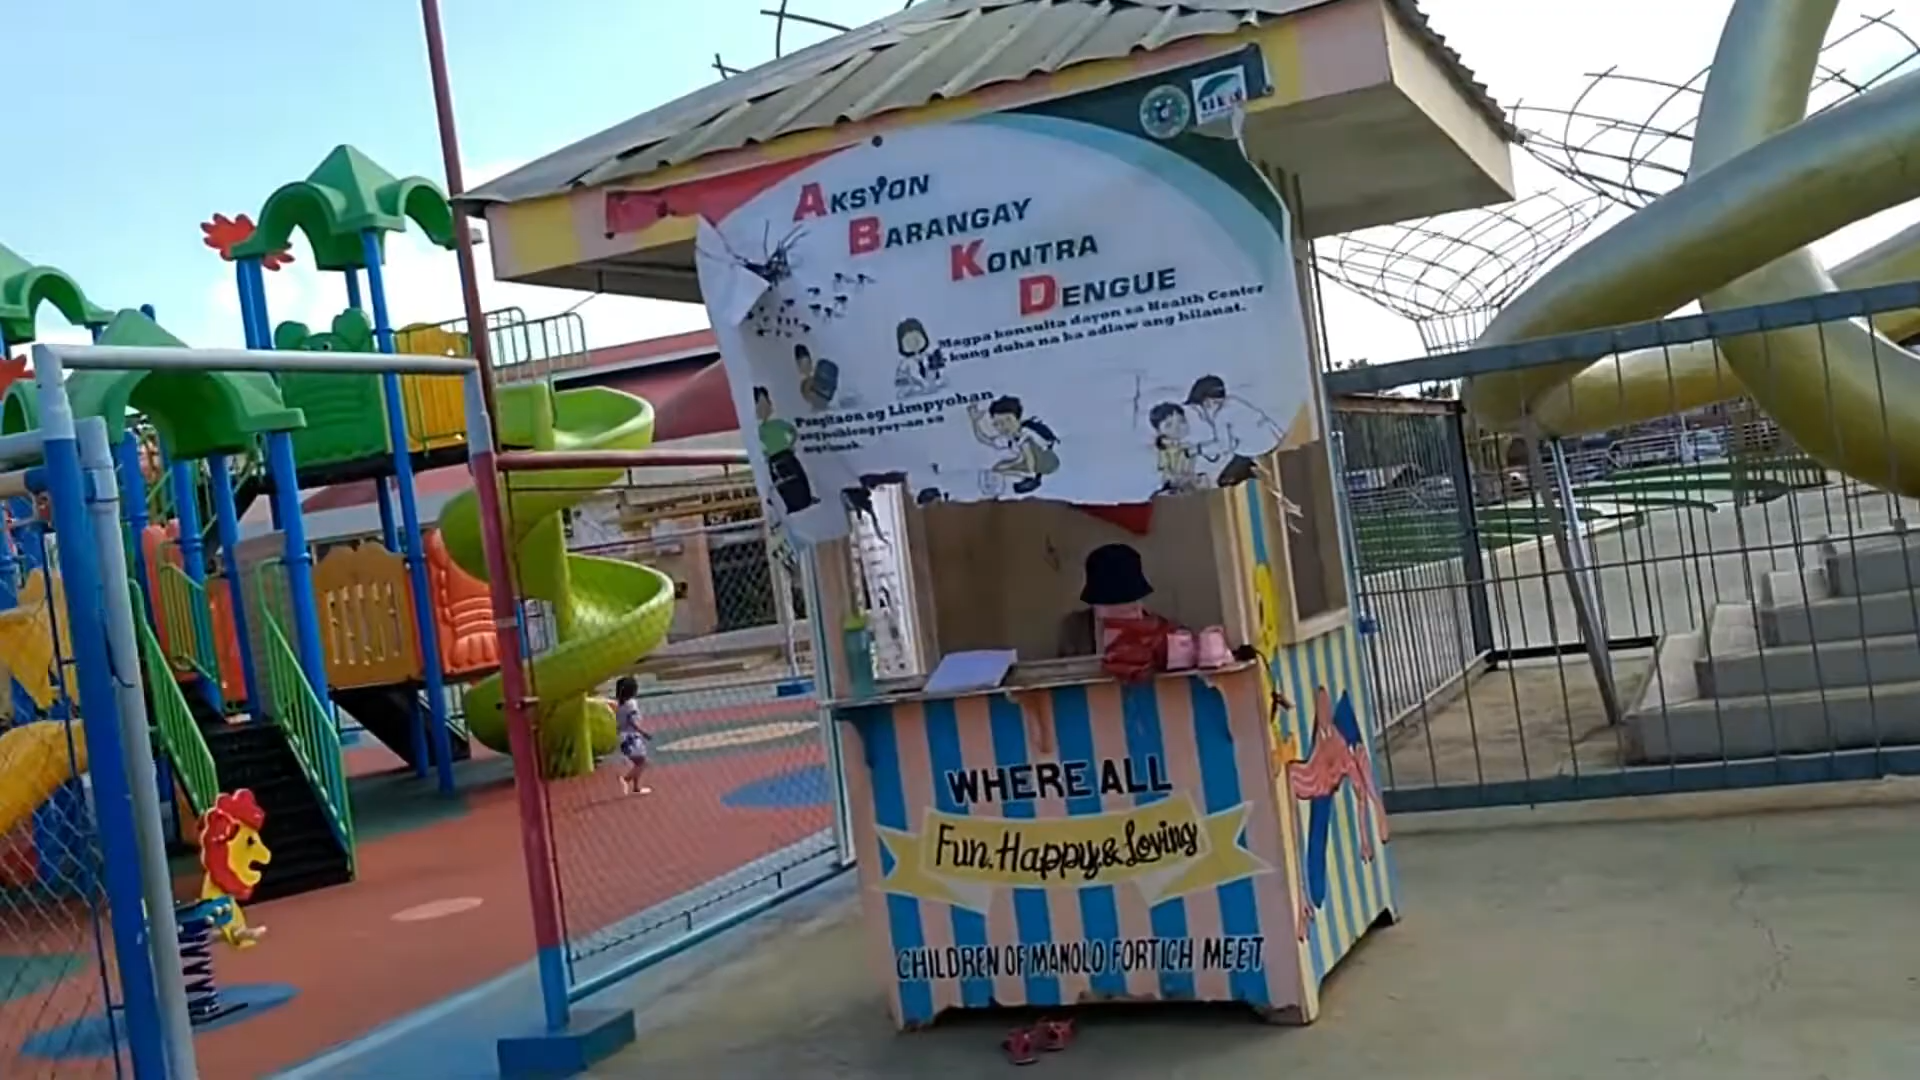 AKSYON
BARANGAY
KONTRA
DENGUE
Magpa konsulta dayon sa Health Center
kung duha na ka adlaw ang hilanat.
Pangitaon og Limpyohan
WHERE ALL
Fun, Happy & Loving
CHILDREN OF MANOLO FORTICH MEET